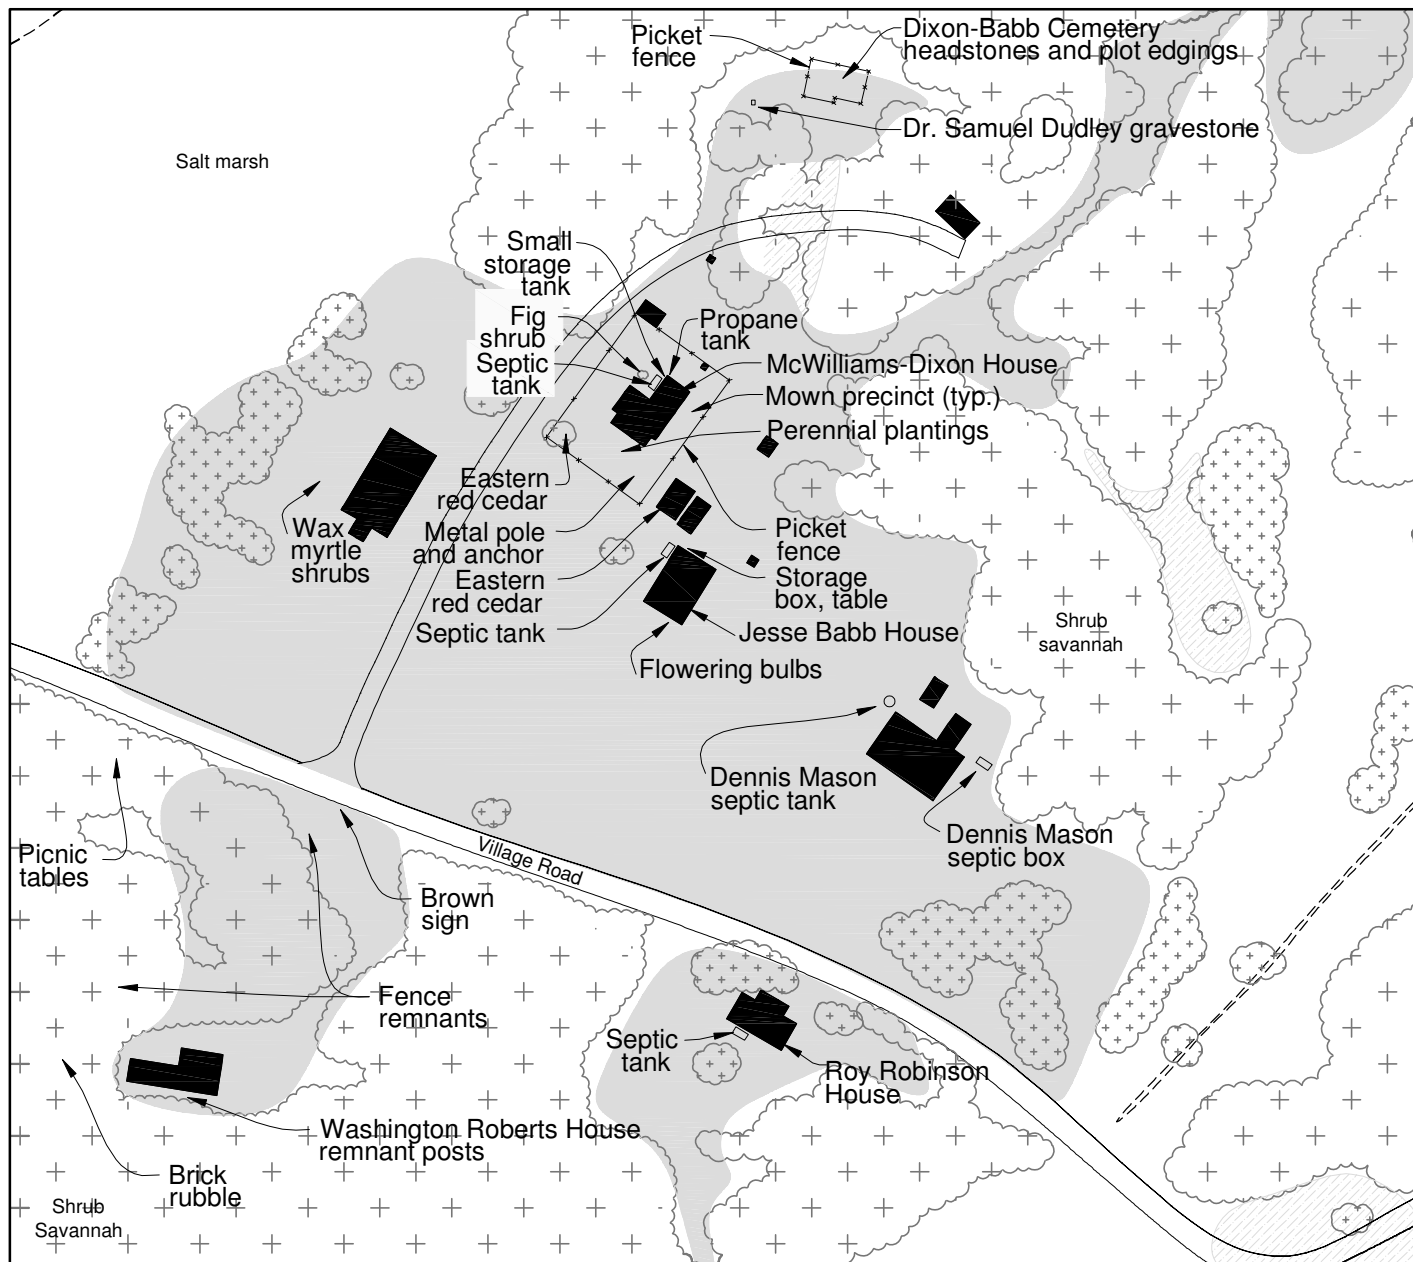 Picket
fence
Dixon-Babb Cemetery
headstones and plot edgings
Dr. Samuel Dudley gravestone
Salt marsh
Small
storage
tank
Fig
shrub
Septic
tank
Propane
tank
McWilliams-Dixon House
Mown precinct (typ.)
Perennial plantings
Eastern
red cedar
Wax
myrtle
shrubs
Metal pole
and anchor
Eastern
red cedar
Septic tank
Picket
fence
Storage
box, table
Jesse Babb House
Flowering bulbs
Shrub
savannah
Dennis Mason
septic tank
Dennis Mason
septic box
Picnic
tables
Village Road
Brown
sign
Fence
remnants
Septic
tank
Roy Robinson
House
Washington Roberts House
remnant posts
Brick
rubble
Shrub
Savannah